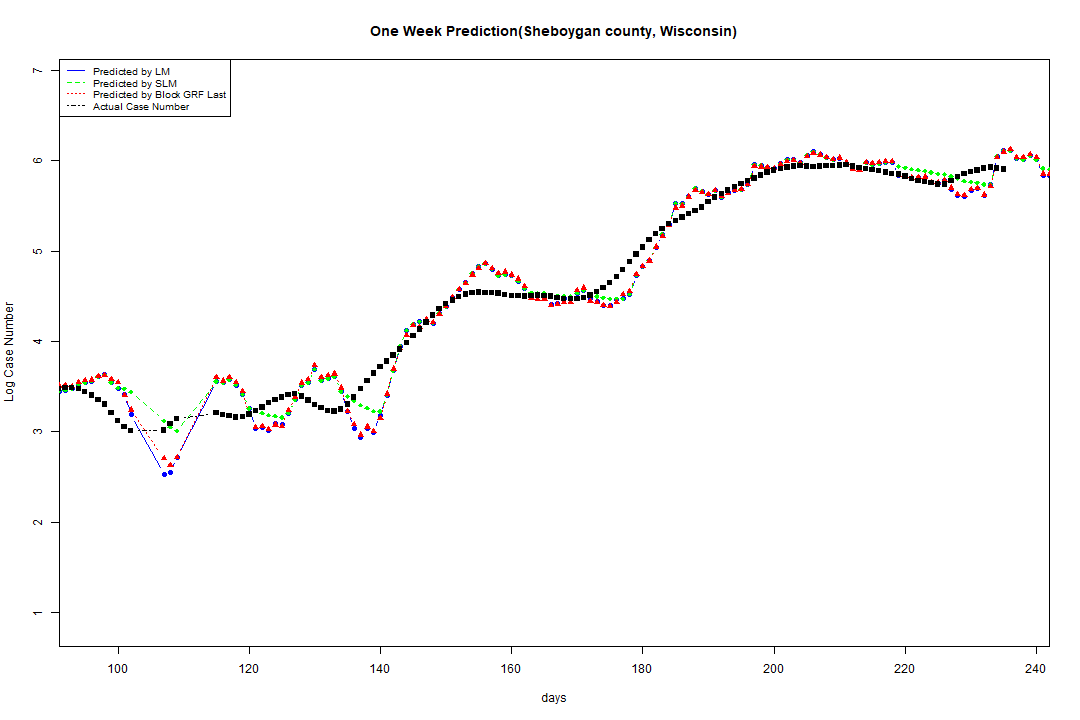 One Week Prediction(Sheboygan county, Wisconsin)
Predicted by LM
Predicted by SLM
Predicted by Block GRF Last
Actual Case Number
7
6
5
4
3
2
1
Log Case Number
100 120 140 160 180 200 220 240
days